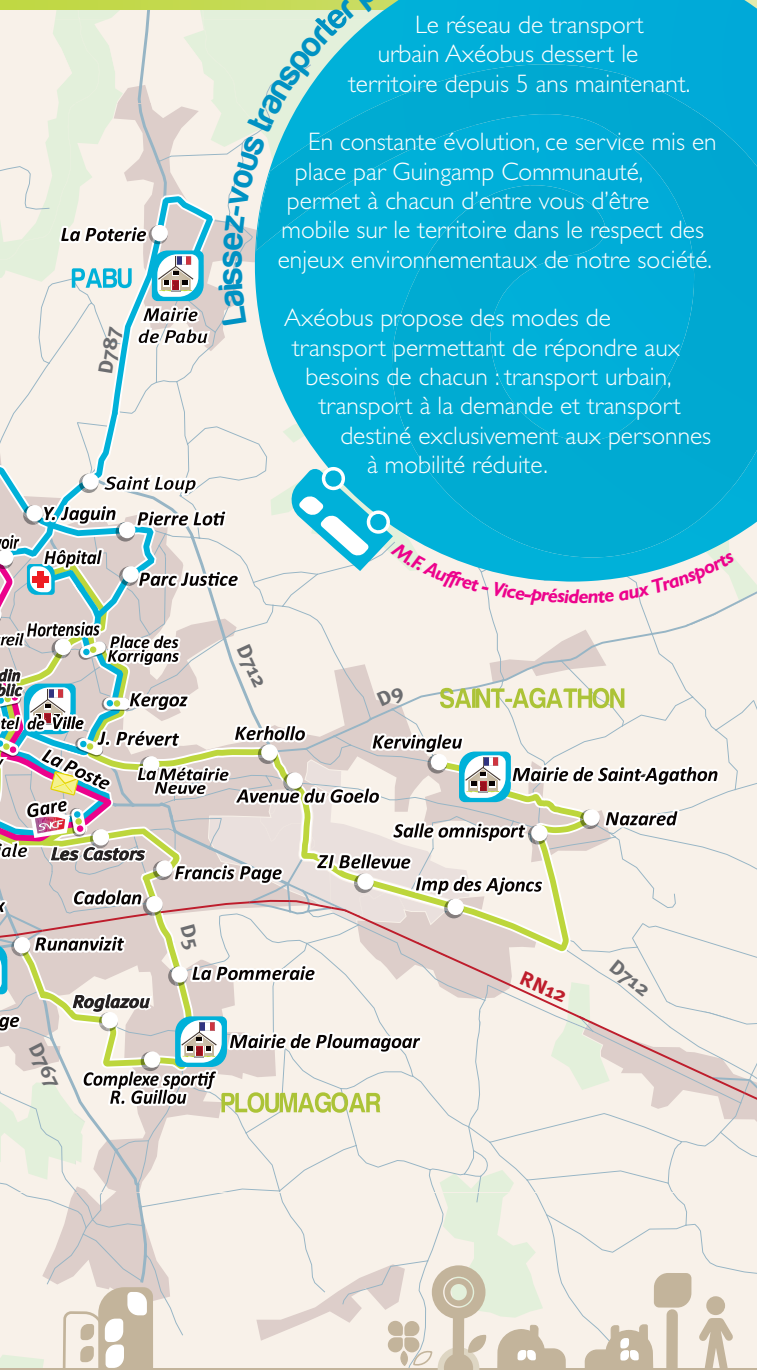 Laissez-vous transporter
Le réseau de transport
urbain Axéobus dessert le
territoire depuis 5 ans maintenant.
En constante évolution, ce service mis en
place par Guingamp Communauté,
permet à chacun d'entre vous d'être
mobile sur le territoire dans le respect des
enjeux environnementaux de notre société.
Axéobus propose des modes de
transport permettant de répondre aux
besoins de chacun : transport urbain,
transport à la demande et transport
destiné exclusivement aux personnes
à mobilité réduite.
M.F. Auffret - Vice-présidente aux Transports
La Poterie
PABU
Mairie
de Pabu
D787
Saint Loup
Y. Jaguin
Pierre Loti
oir
Hôpital
Parc Justice
Hortensias
reil
Place des
Korrigans
D712
din
blic
Kergoz
tel de Ville
J. Prévert
D9
SAINT-AGATHON
Kerhollo
Kervingleu
La Poste
La Métairie
Neuve
Mairie de Saint-Agathon
Avenue du Goelo
Gare
SNCF
Nazared
Salle omnisport
iale
Les Castors
Francis Page
ZI Bellevue
Imp des Ajoncs
Cadolan
x
D5
Runanvizit
D712
La Pommeraie
RN12
Roglazou
ge
Mairie de Ploumagoar
D767
Complexe sportif
R. Guillou
PLOUMAGOAR